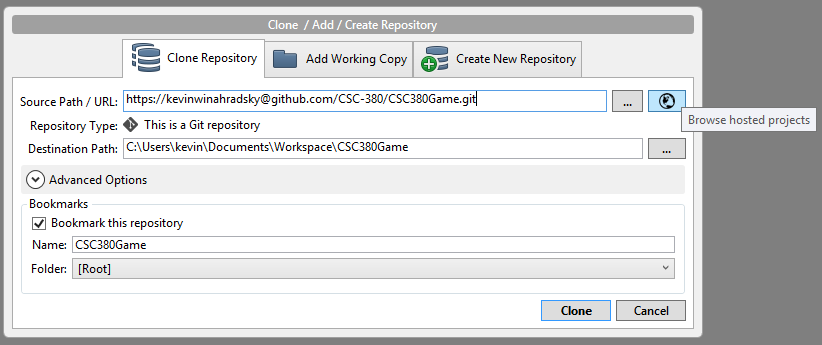 Clone / Add / Create Repository
Clone Repository
Add Working Copy
Create New Repository
Source Path / URL: https://kevinwinahradsky@github.com/CSC-380/CSC380Game.git ...
Browse hosted projects
Repository Type: This is a Git repository
Destination Path: C:\Users\kevin\Documents\Workspace\CSC380Game ...
Advanced Options
Bookmarks
Bookmark this repository
Name: CSC380Game
Folder: [Root]
Clone Cancel